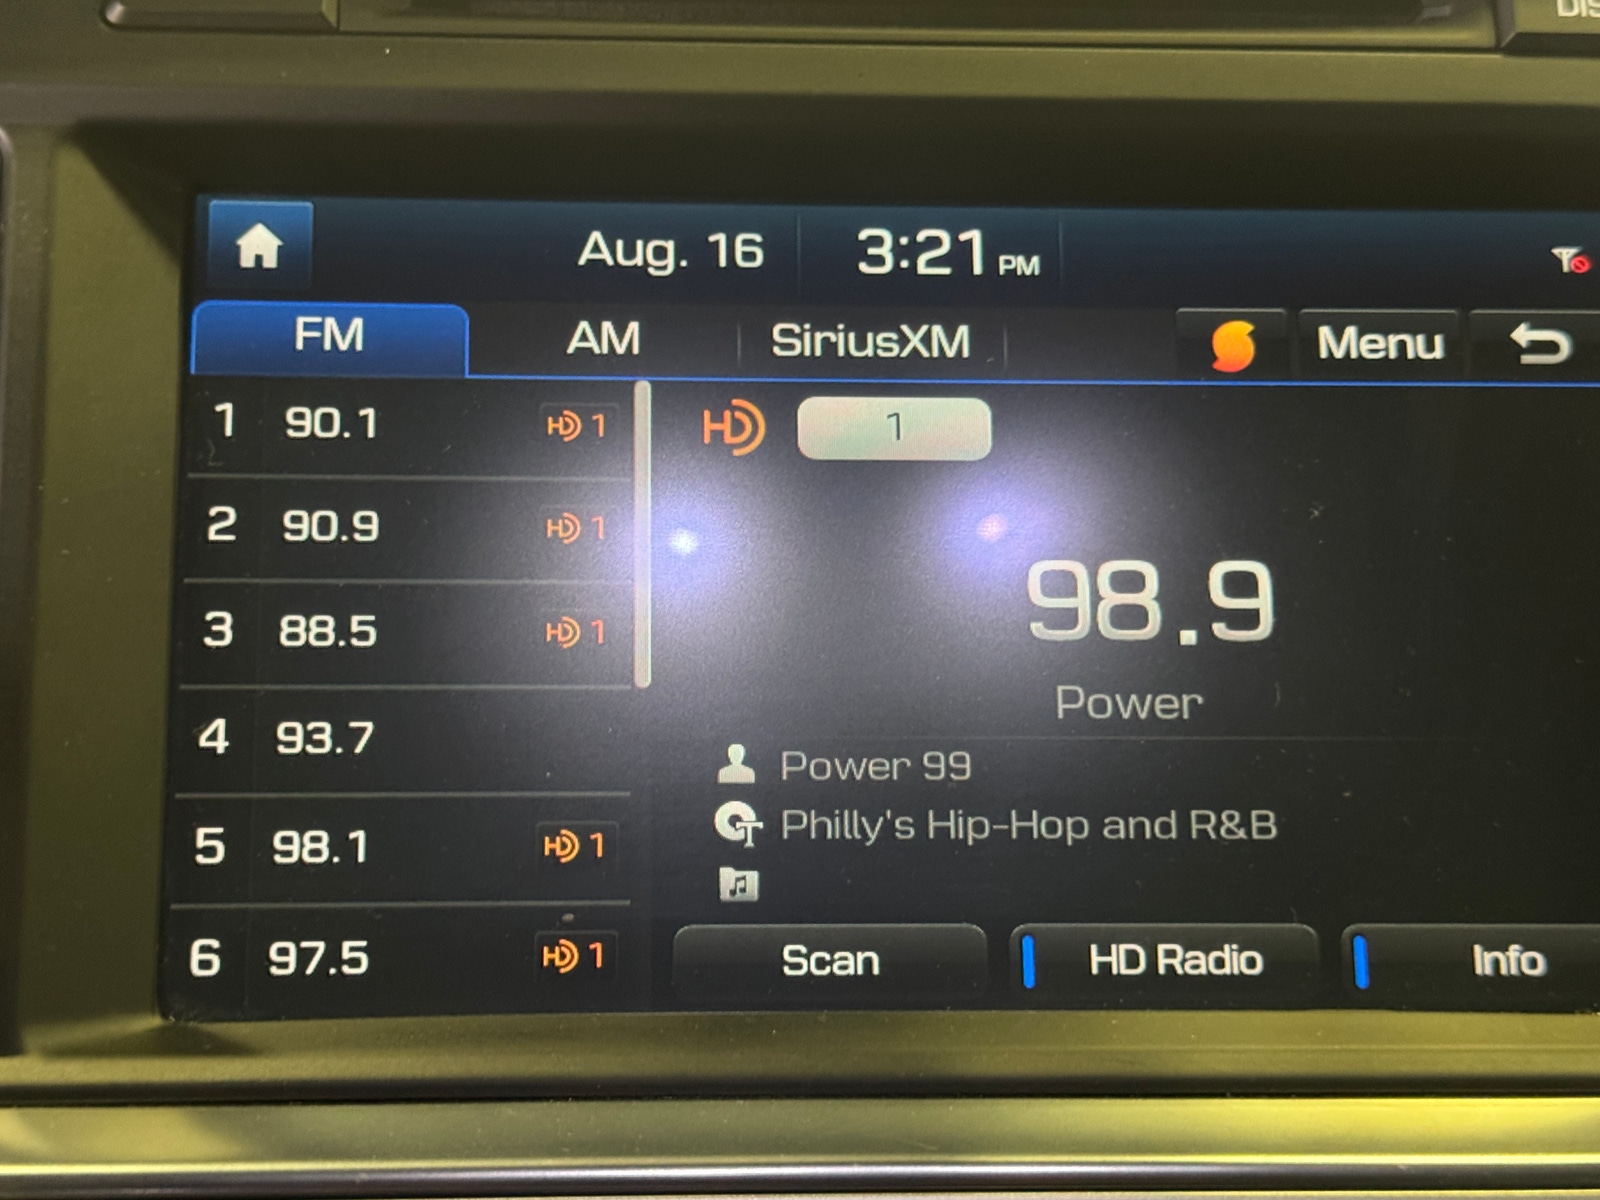 DIS
Aug. 16 3:21 PM
FM AM SiriusXM Menu
1 90.1 HD 1
2 90.9 HD 1
3 88.5 HD 1
4 93.7
5 98.1 HD 1
6 97.5 HD 1
HD 1
98.9
Power
Power 99
T Philly's Hip-Hop and R&B
Scan HD Radio Info